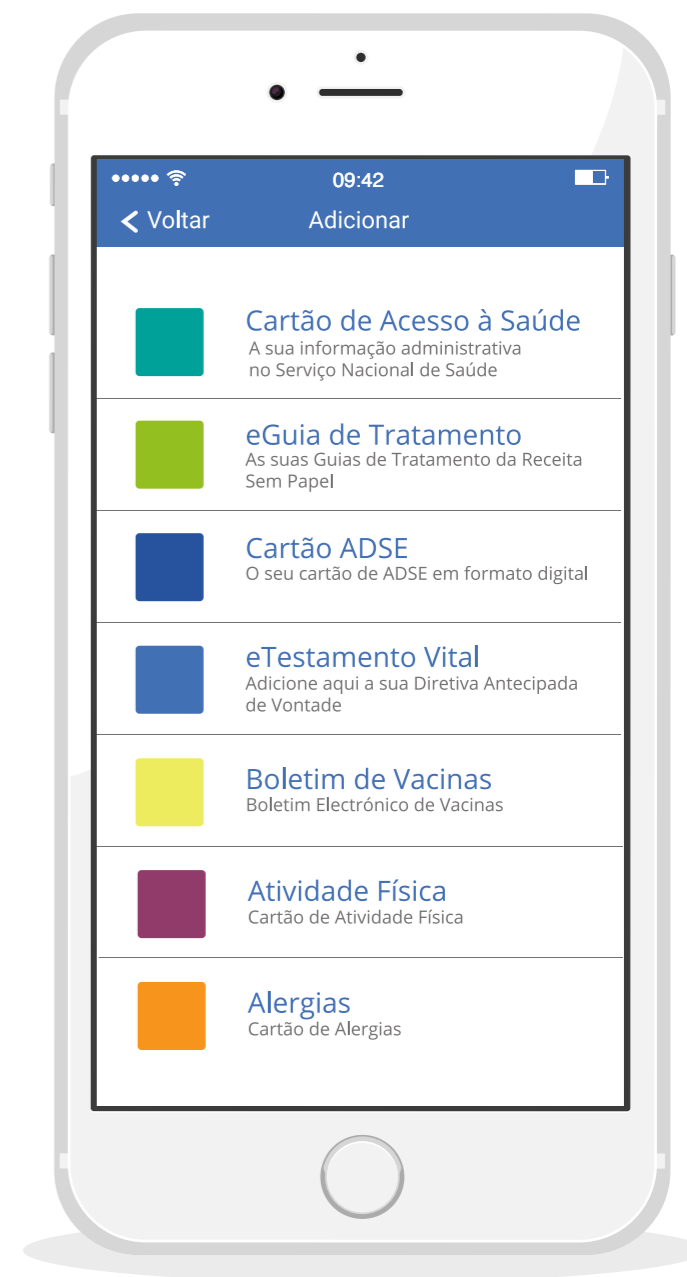 09:42
Voltar Adicionar
Cartão de Acesso à Saúde
A sua informação administrativa
no Serviço Nacional de Saúde
eGuia de Tratamento
As suas Guias de Tratamento da Receita
Sem Papel
Cartão ADSE
O seu cartão de ADSE em formato digital
eTestamento Vital
Adicione aqui a sua Diretiva Antecipada
de Vontade
Boletim de Vacinas
Boletim Electrónico de Vacinas
Atividade Física
Cartão de Atividade Física
Alergias
Cartão de Alergias